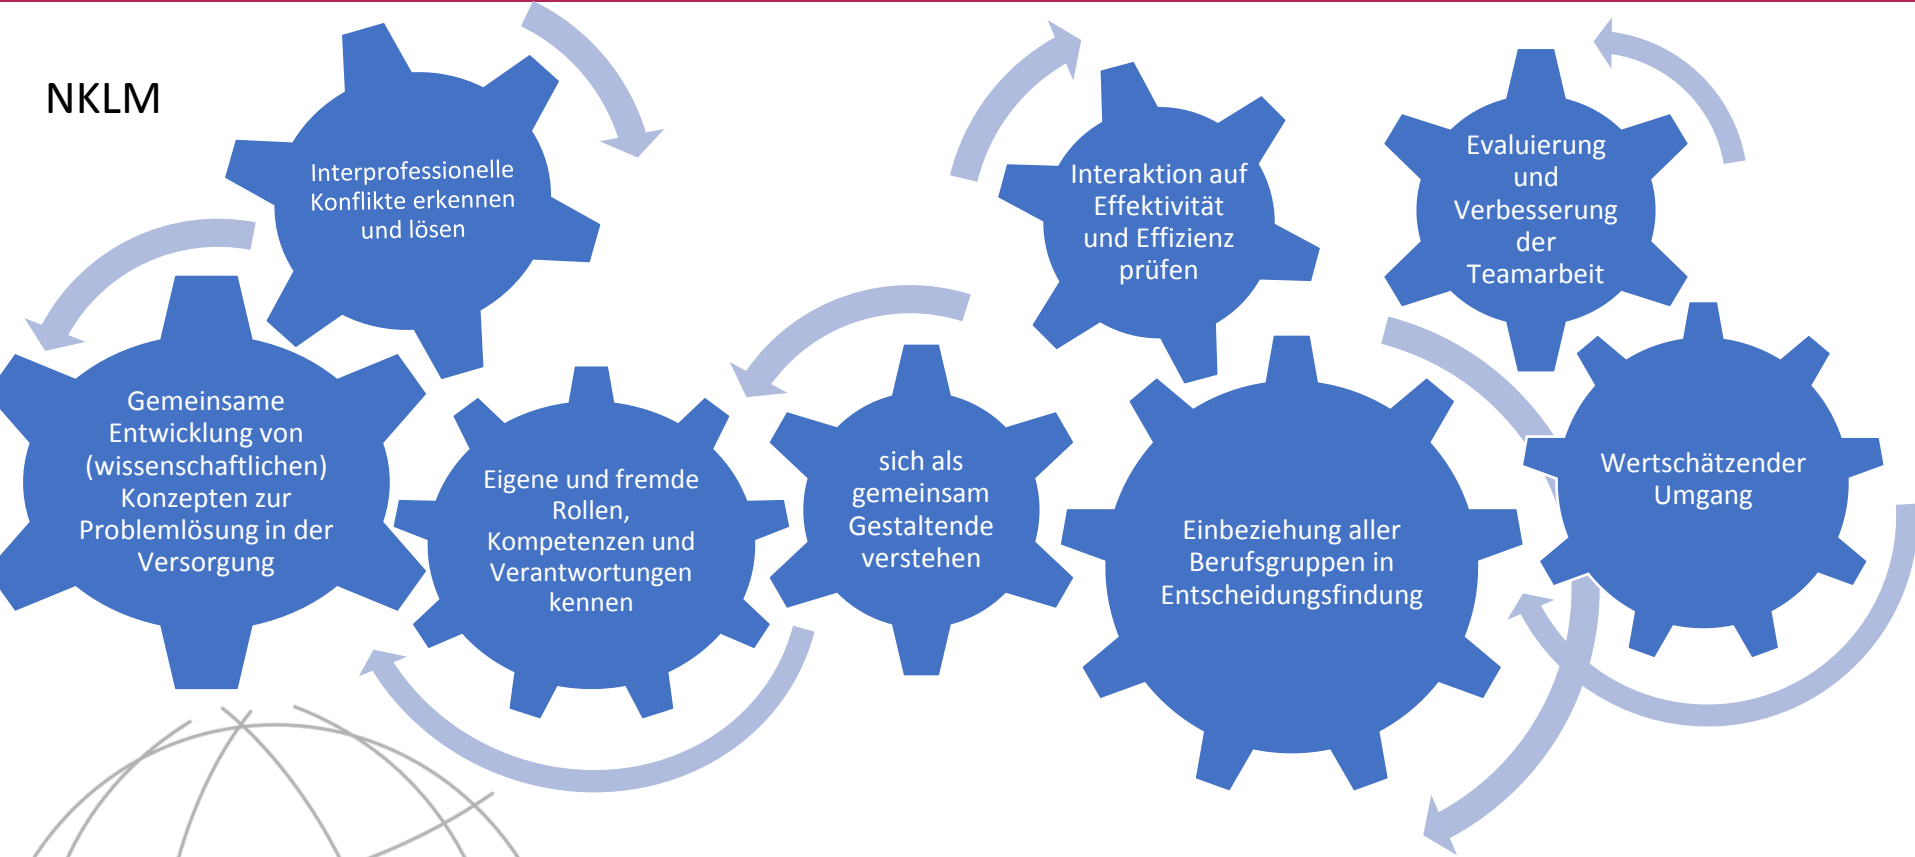 NKLM
Interprofessionelle
Konflikte erkennen
und lösen
Gemeinsame
Entwicklung von
(wissenschaftlichen)
Konzepten zur
Problemlösung in der
Versorgung
Eigene und fremde
Rollen,
Kompetenzen und
Verantwortungen
kennen
sich als
gemeinsam
Gestaltende
verstehen
Interaktion auf
Effektivität
und Effizienz
prüfen
Einbeziehung aller
Berufsgruppen in
Entscheidungsfindung
Evaluierung
und
Verbesserung
der
Teamarbeit
Wertschätzender
Umgang